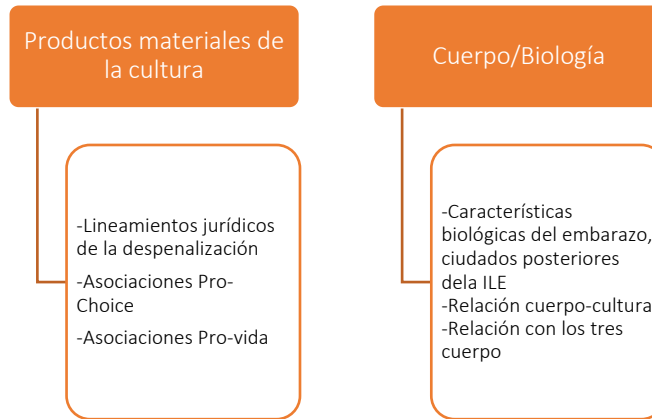 Productos materiales de
la cultura
-Lineamientos jurídicos
de la despenalización
-Asociaciones Pro-
Choice
-Asociaciones Pro-vida
Cuerpo/Biología
-Características
biológicas del embarazo,
ciudados posteriores
dela ILE
-Relación cuerpo-cultura
-Relación con los tres
cuerpo